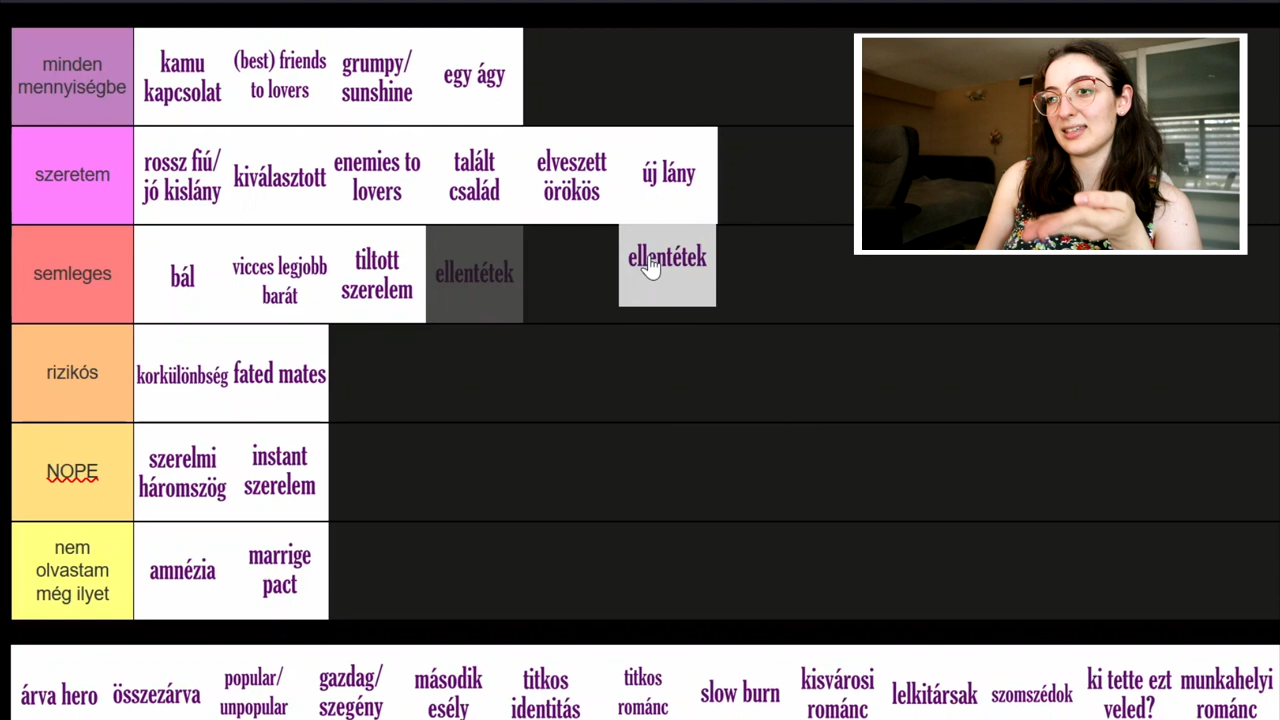 minden
mennyiségbe
kamu
kapcsolat
(best) friends
to lovers
grumpy/
sunshine
egy ágy
szeretem
rossz fiú/
jó kislány
kiválasztott
enemies to
lovers
talált
család
elveszett
örökös
új lány
semleges
bál
vicces legjobb
barát
tiltott
szerelem
ellentétek
ellentétek
rizikós
korkülönbség
fated mates
NOPE
szerelmi
háromszög
instant
szerelem
nem
olvastam
még ilyet
amnézia
marrige
pact
árva hero
összezárva
popular/
unpopular
gazdag/
szegény
második
esély
titkos
identitás
titkos
románc
slow burn
kisvárosi
románc
lelkitársak
szomszédok
ki tette ezt
veled?
munkahelyi
románc